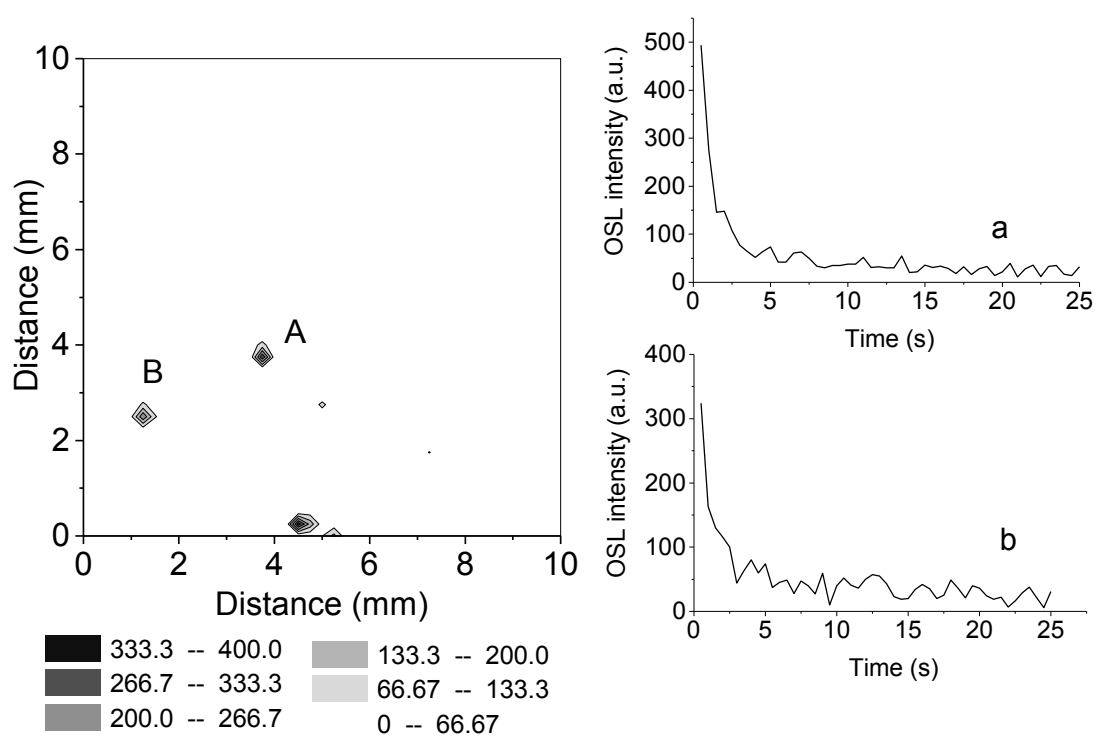 10
8
6
4
2
0
Distance (mm)
A
B
0 2 4 6 8 10
Distance (mm)
333.3 -- 400.0
266.7 -- 333.3
200.0 -- 266.7
133.3 -- 200.0
66.67 -- 133.3
0 -- 66.67
500
400
300
200
100
0
OSL intensity (a.u.)
a
0 5 10 15 20 25
Time (s)
400
300
200
100
0
OSL intensity (a.u.)
b
0 5 10 15 20 25
Time (s)